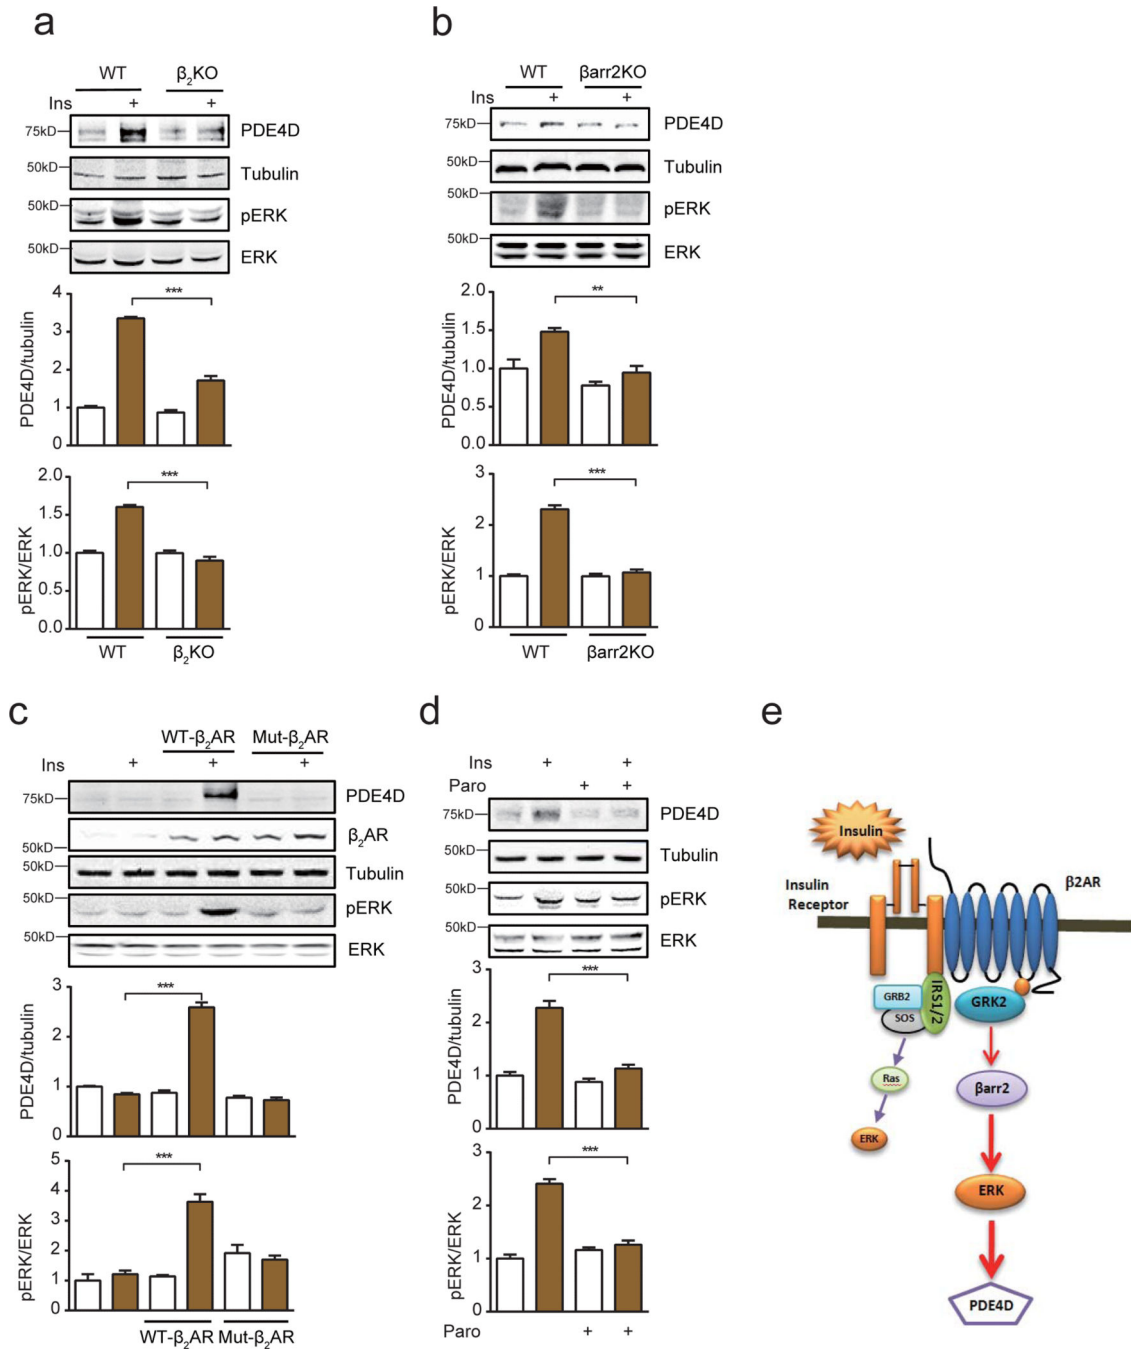 a
WT β₂KO
Ins + +
75kD PDE4D
50kD Tubulin
50kD pERK
50kD ERK
4
3
2
1
0
PDE4D/tubulin
***
2.0
1.5
1.0
0.5
0.0
pERK/ERK
***
WT β₂KO
b
WT βarr2KO
Ins + +
75kD PDE4D
50kD Tubulin
50kD pERK
50kD ERK
2.0
1.5
1.0
0.5
0.0
PDE4D/tubulin
**
3
2
1
0
pERK/ERK
***
WT βarr2KO
c
WT-β₂AR Mut-β₂AR
Ins + + +
75kD PDE4D
50kD β₂AR
50kD Tubulin
50kD pERK
50kD ERK
3
2
1
0
PDE4D/tubulin
***
5
4
3
2
1
0
pERK/ERK
***
WT-β₂AR Mut-β₂AR
d
Ins + +
Paro + +
75kD PDE4D
50kD Tubulin
50kD pERK
50kD ERK
3
2
1
0
PDE4D/tubulin
***
3
2
1
0
pERK/ERK
***
Paro + +
e
Insulin
Insulin
Receptor
β2AR
IRS1/2
GRB2
SOS
GRK2
Ras
βarr2
ERK
ERK
PDE4D